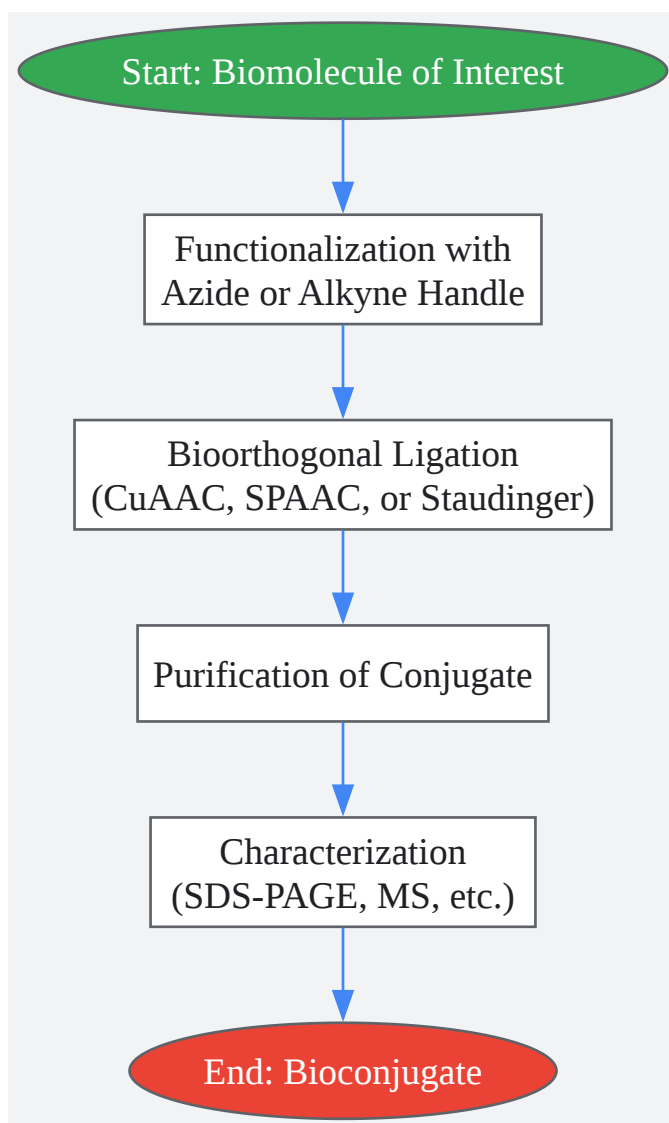 Start: Biomolecule of Interest
Functionalization with
Azide or Alkyne Handle
Bioorthogonal Ligation
(CuAAC, SPAAC, or Staudinger)
Purification of Conjugate
Characterization
(SDS-PAGE, MS, etc.)
End: Bioconjugate